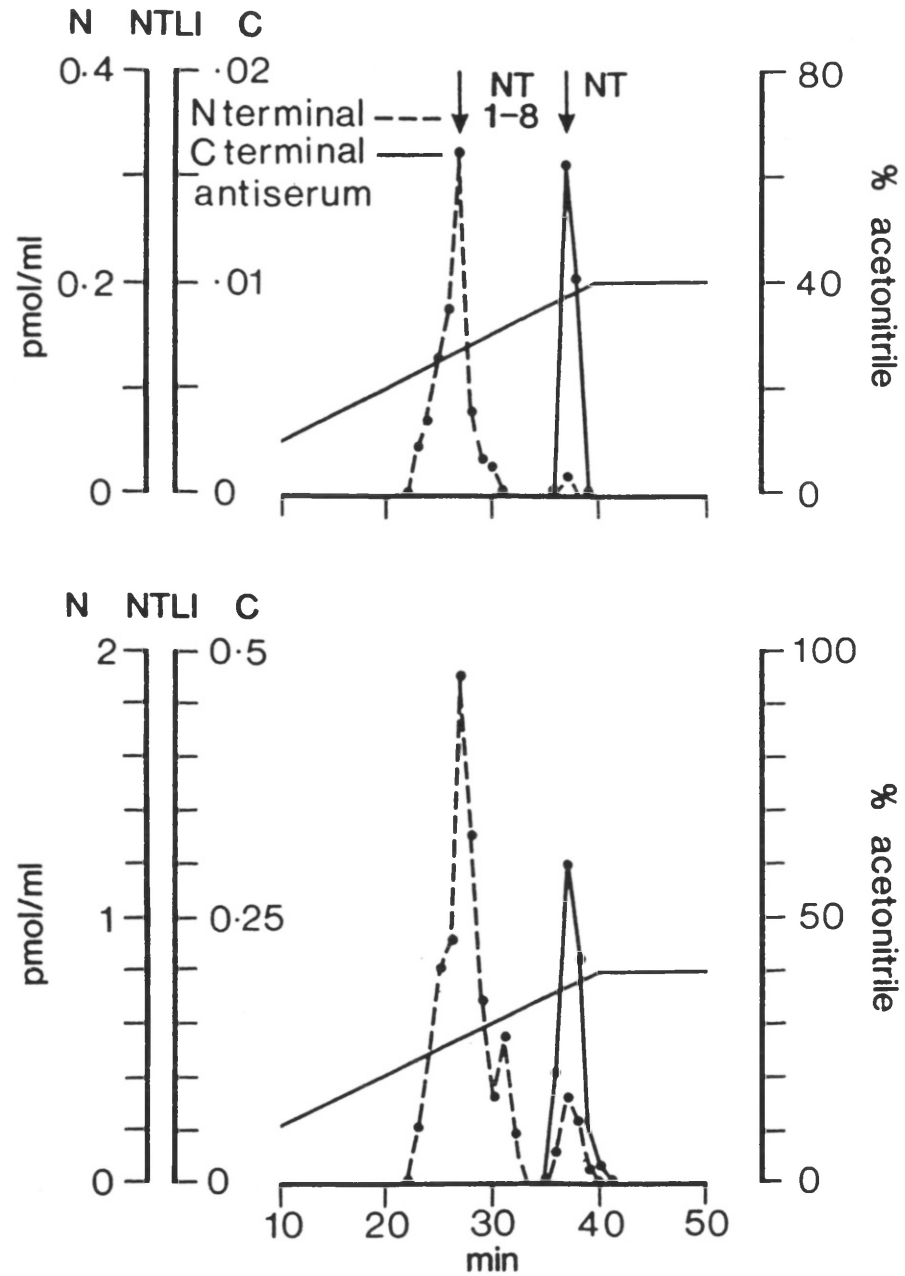 N NTLI C
0·4 ·02 80
NT NT
1–8
N terminal
C terminal
antiserum
pmol/ml
0·2 ·01 40
% acetonitrile
0 0 0
N NTLI C
2 0·5 100
pmol/ml
1 0·25 50
% acetonitrile
0 0 0
10 20 30 40 50
min